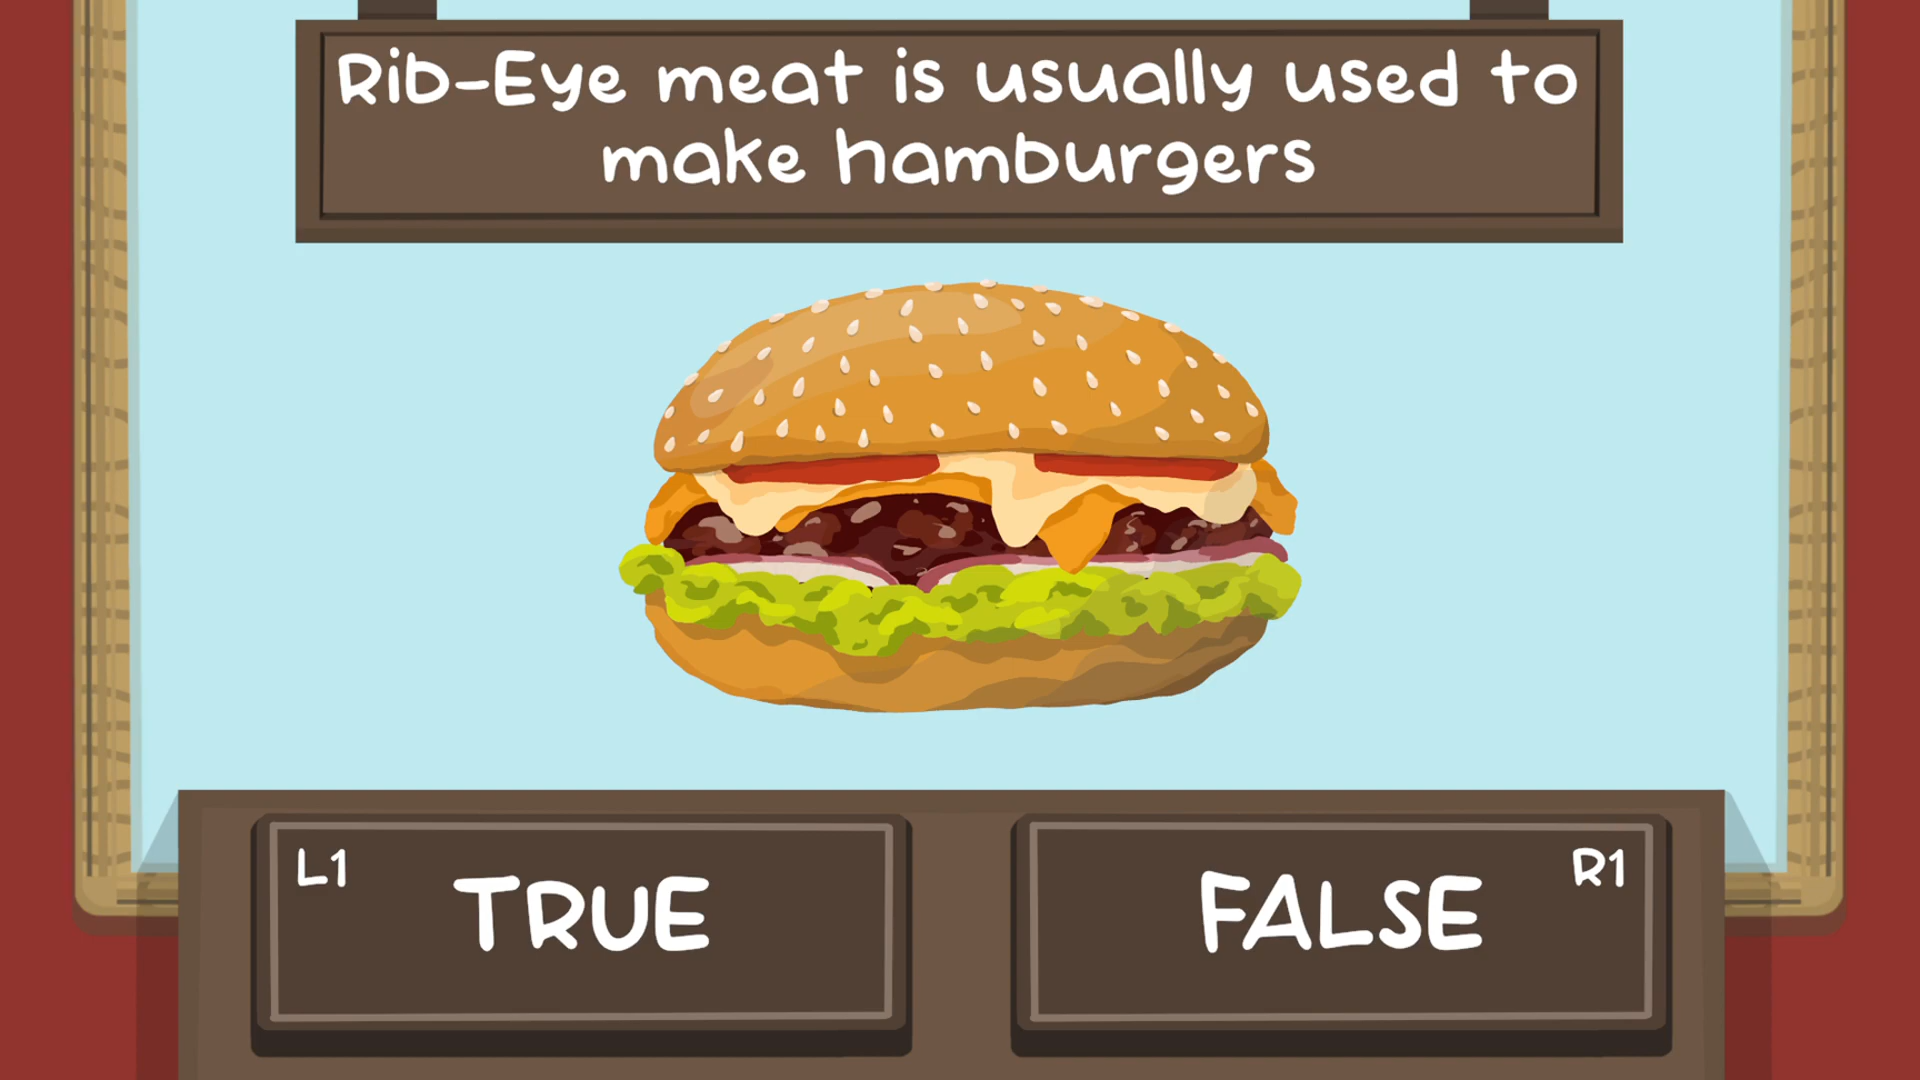 Rib-Eye meat is usually used to
make hamburgers
L1
TRUE
FALSE
R1